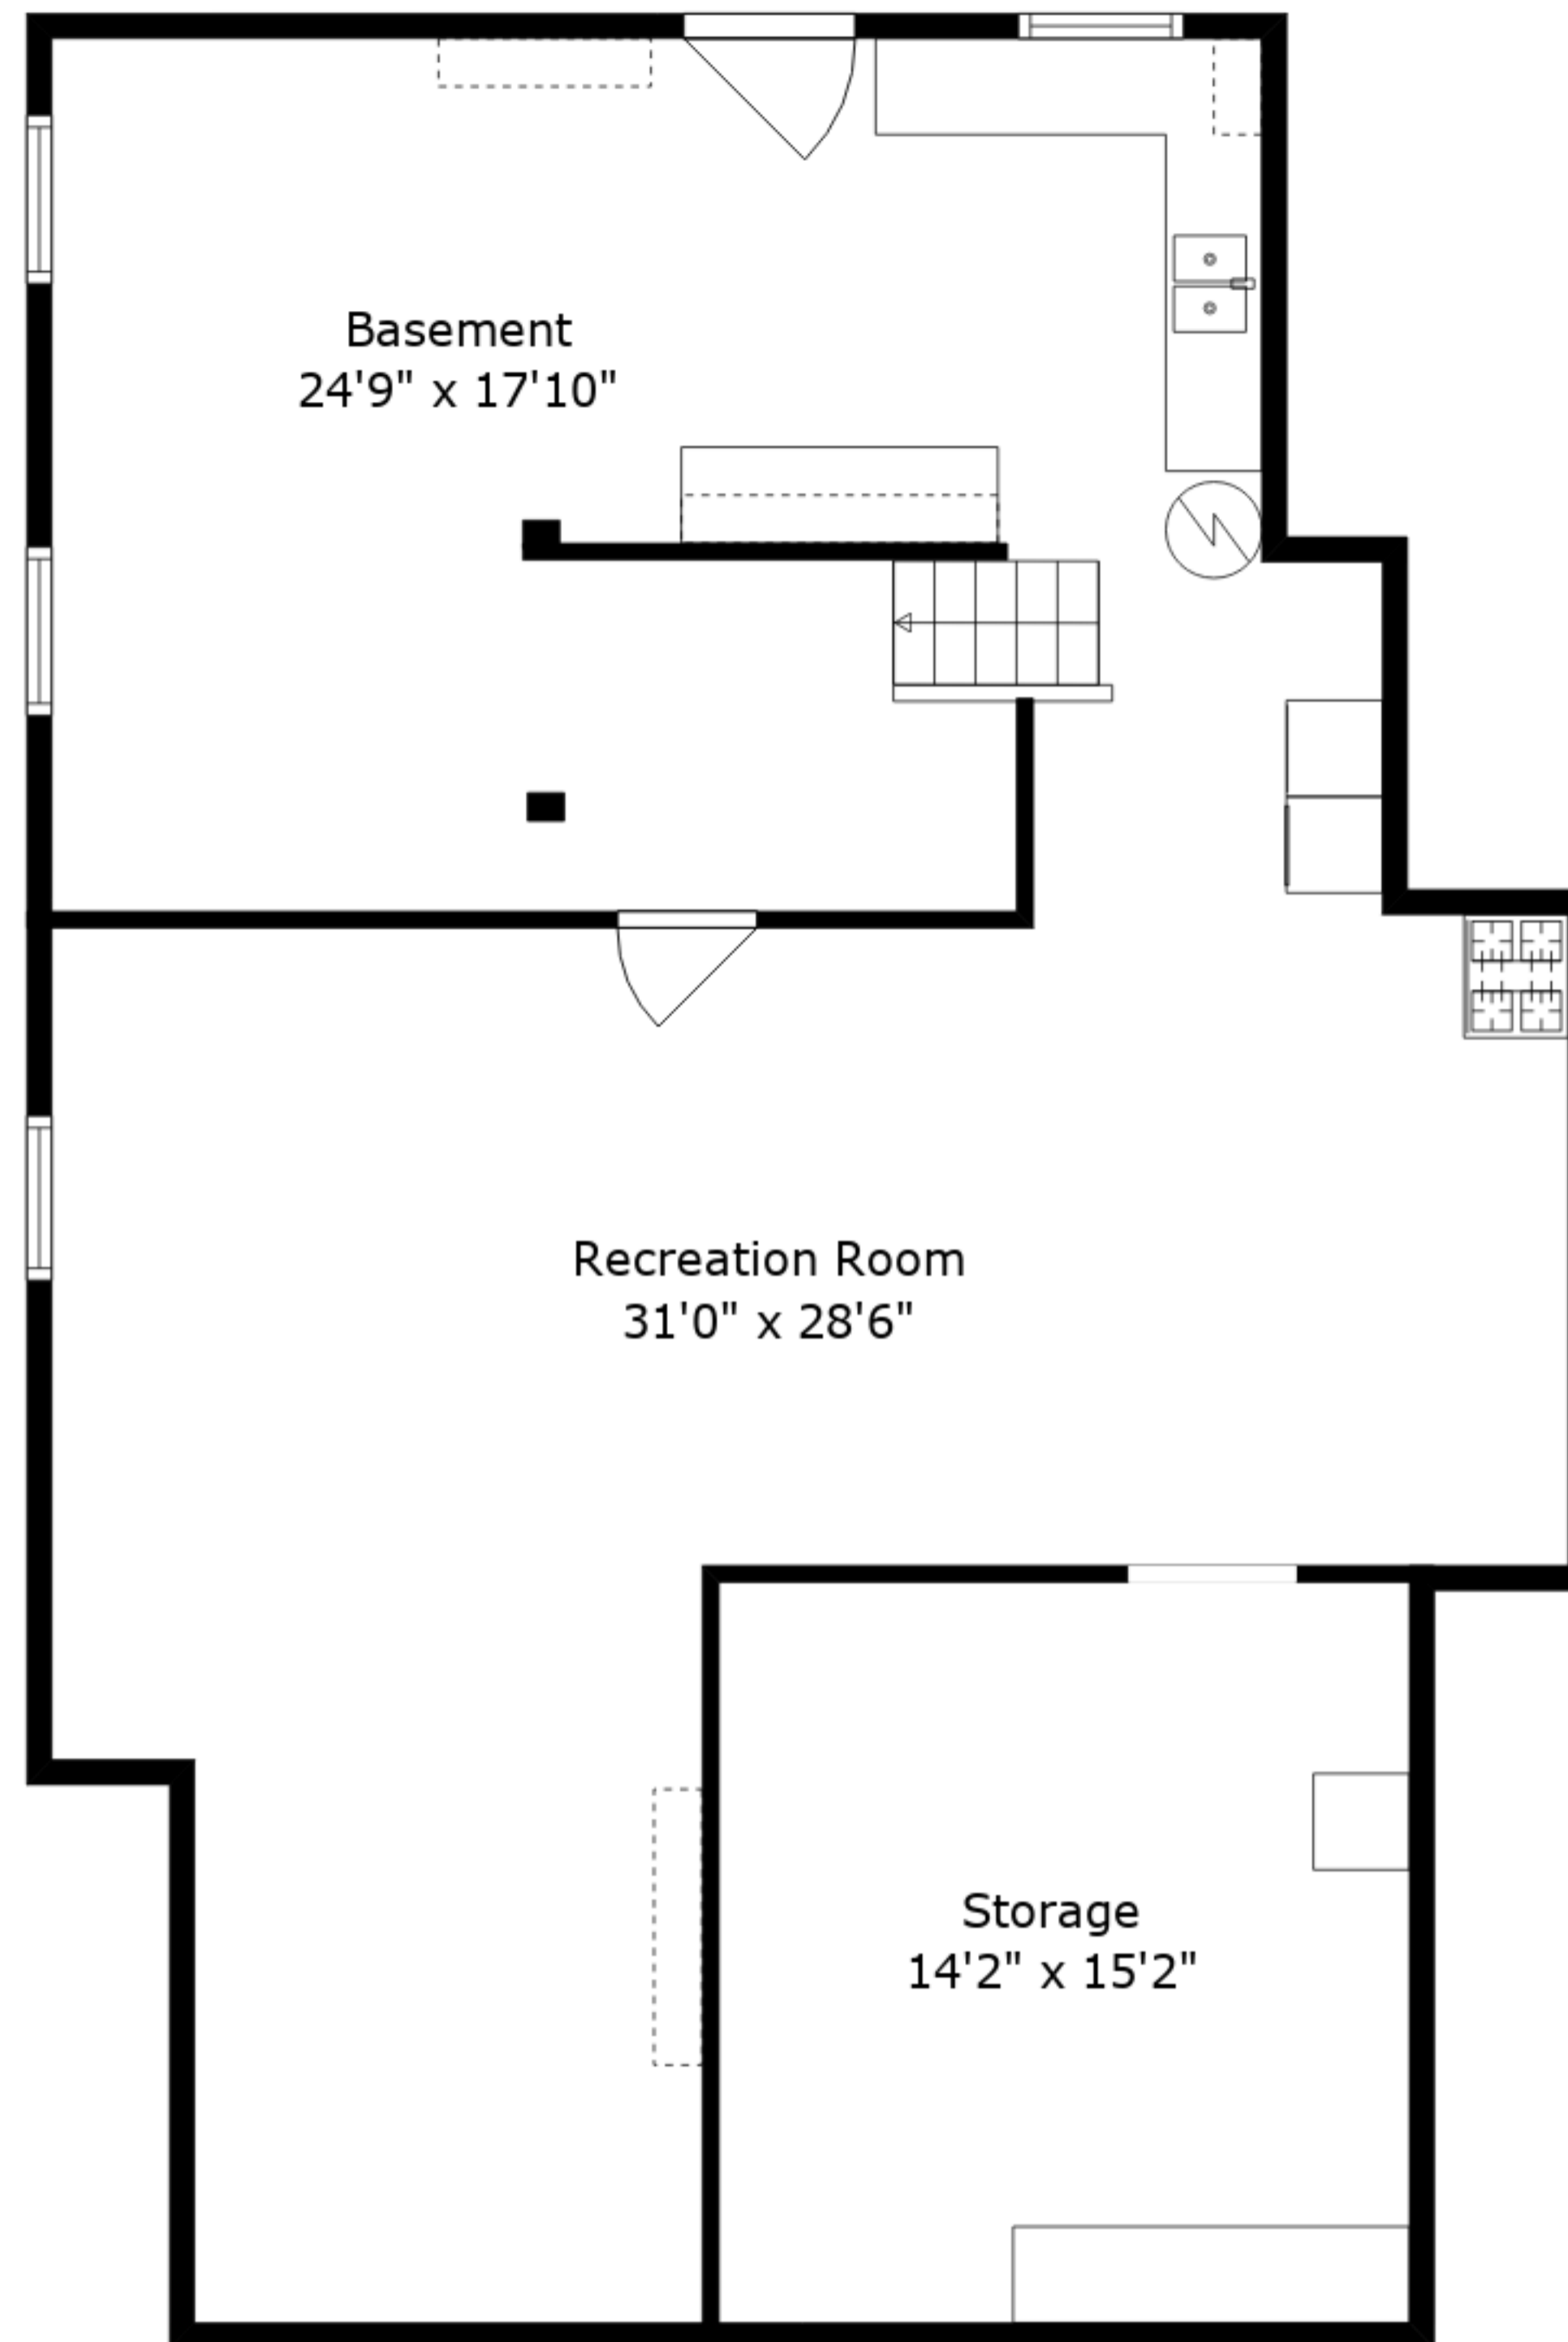 Basement
24'9" x 17'10"
Recreation Room
31'0" x 28'6"
Storage
14'2" x 15'2"